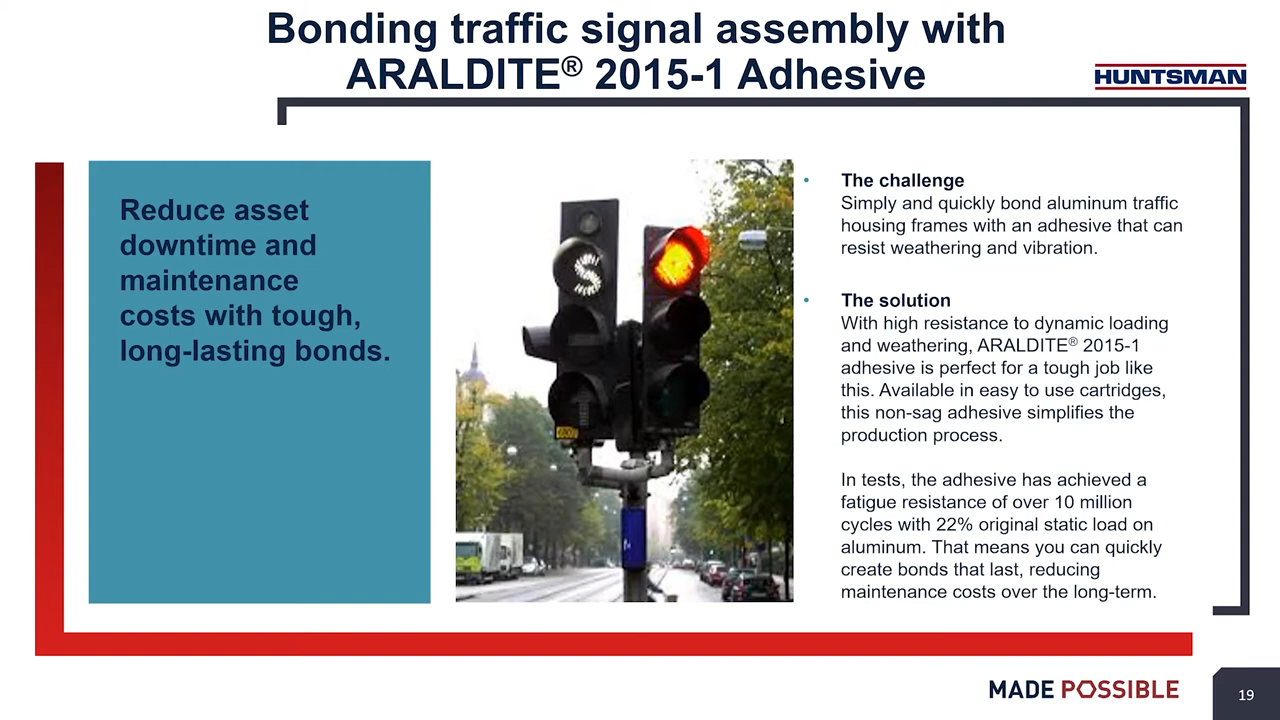 Bonding traffic signal assembly with
ARALDITE® 2015-1 Adhesive
HUNTSMAN
Reduce asset
downtime and
maintenance
costs with tough,
long-lasting bonds.
S
• The challenge
Simply and quickly bond aluminum traffic
housing frames with an adhesive that can
resist weathering and vibration.
• The solution
With high resistance to dynamic loading
and weathering, ARALDITE® 2015-1
adhesive is perfect for a tough job like
this. Available in easy to use cartridges,
this non-sag adhesive simplifies the
production process.
In tests, the adhesive has achieved a
fatigue resistance of over 10 million
cycles with 22% original static load on
aluminum. That means you can quickly
create bonds that last, reducing
maintenance costs over the long-term.
MADE POSSIBLE
19